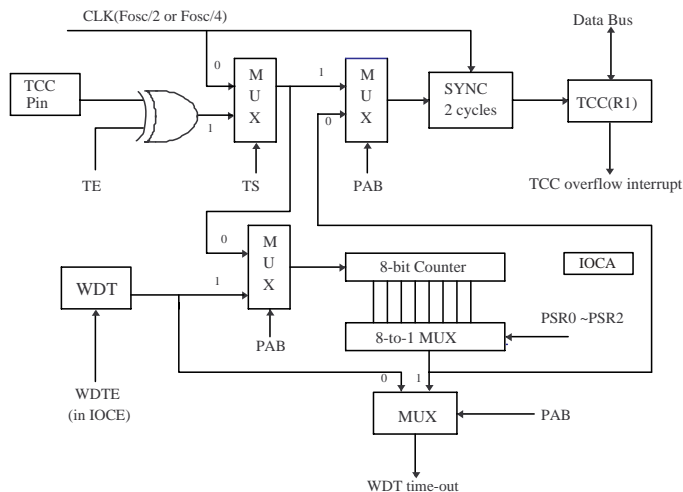 CLK(Fosc/2 or Fosc/4)
Data Bus
TCC
Pin
0
1
M
U
X
1
0
M
U
X
SYNC
2 cycles
TCC(R1)
TE
TS
PAB
TCC overflow interrupt
0
1
M
U
X
8-bit Counter
IOCA
WDT
PAB
8-to-1 MUX
PSR0 ~PSR2
WDTE
(in IOCE)
0
1
MUX
PAB
WDT time-out